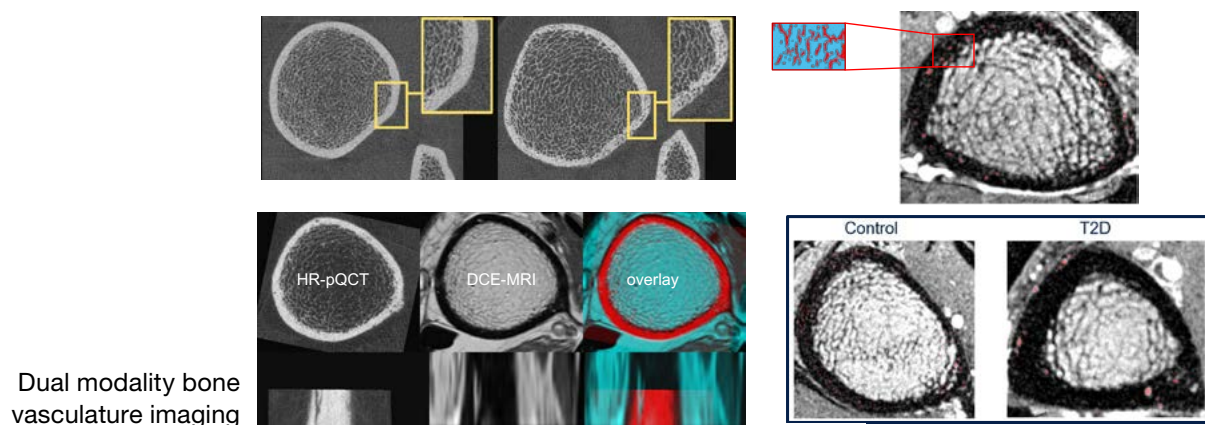 HR-pQCT
DCE-MRI
overlay
Control
T2D
Dual modality bone
vasculature imaging